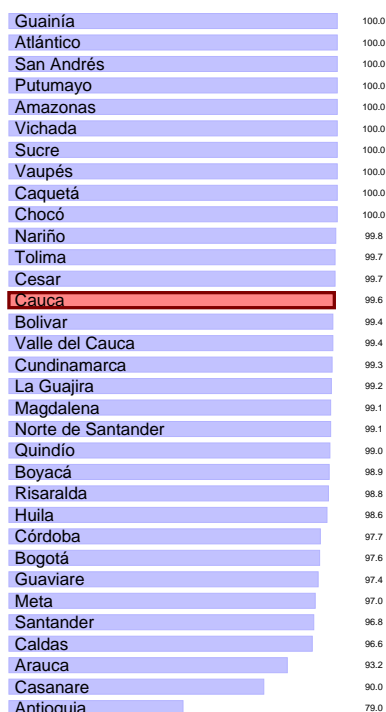 Guainía 100.0
Atlántico 100.0
San Andrés 100.0
Putumayo 100.0
Amazonas 100.0
Vichada 100.0
Sucre 100.0
Vaupés 100.0
Caquetá 100.0
Chocó 100.0
Nariño 99.8
Tolima 99.7
Cesar 99.7
Cauca 99.6
Bolivar 99.4
Valle del Cauca 99.4
Cundinamarca 99.3
La Guajira 99.2
Magdalena 99.1
Norte de Santander 99.1
Quindío 99.0
Boyacá 98.9
Risaralda 98.8
Huila 98.6
Córdoba 97.7
Bogotá 97.6
Guaviare 97.4
Meta 97.0
Santander 96.8
Caldas 96.6
Arauca 93.2
Casanare 90.0
Antioquia 79.0